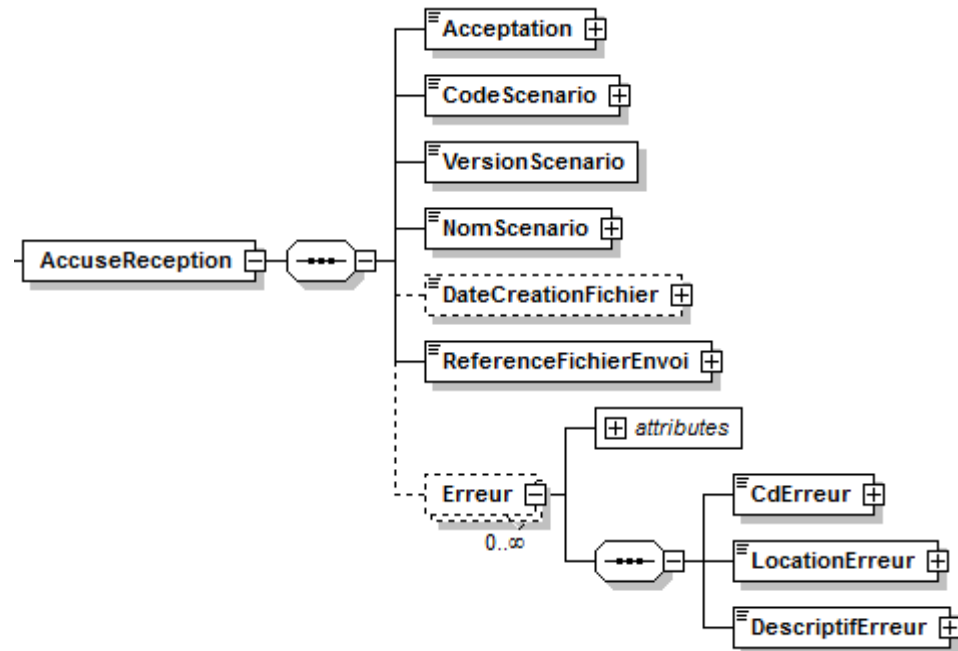 Acceptation
CodeScenario
VersionScenario
NomScenario
AccuseReception
DateCreationFichier
ReferenceFichierEnvoi
attributes
Erreur
0..∞
CdErreur
LocationErreur
DescriptifErreur